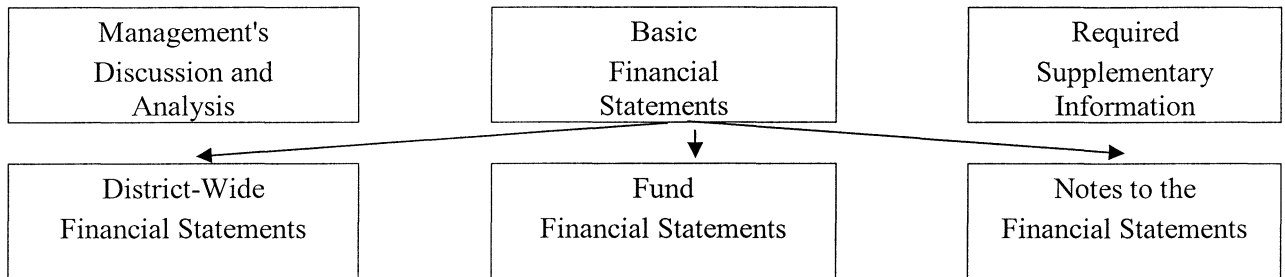 Management's
Discussion and
Analysis
Basic
Financial
Statements
Required
Supplementary
Information
District-Wide
Financial Statements
Fund
Financial Statements
Notes to the
Financial Statements